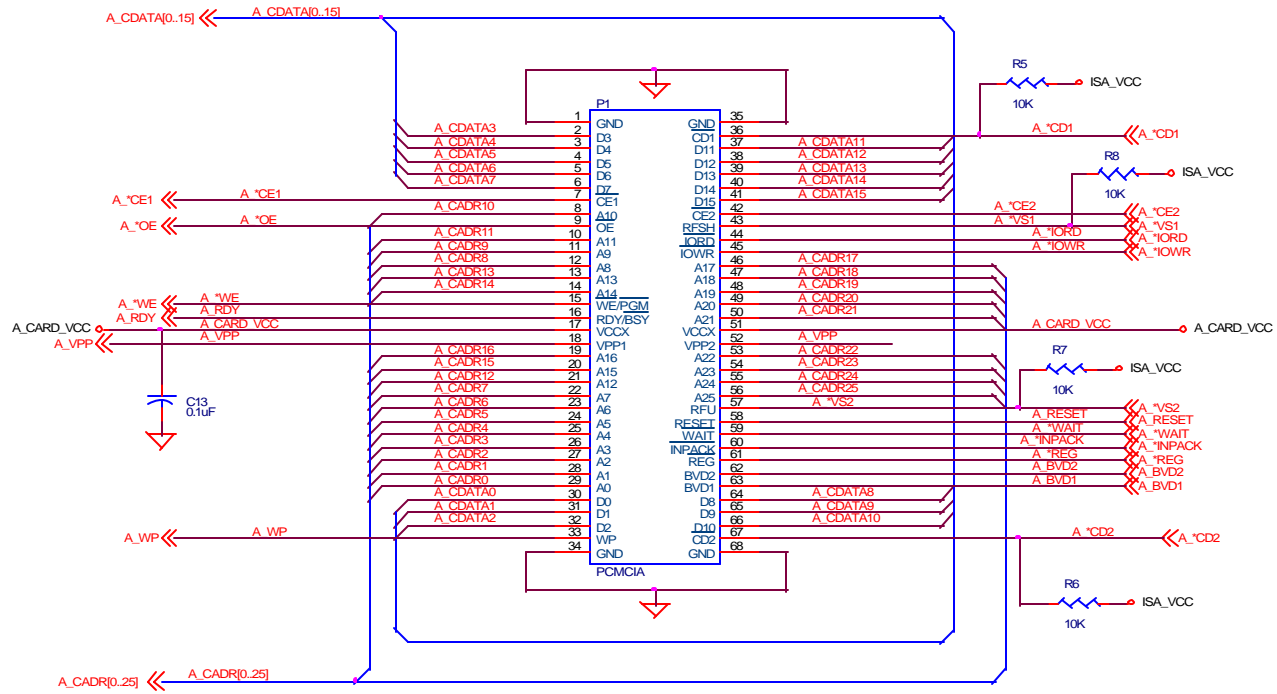 A_CDATA[0..15] A_CDATA[0..15]
R5
ISA_VCC
10K
P1
1 GND GND 35
A_CDATA3 2 D3 CD1 36 A_*CD1 A_*CD1
A_CDATA4 3 D4 D11 37 A_CDATA11
A_CDATA5 4 D5 D12 38 A_CDATA12
R8
A_CDATA6 5 D6 D13 39 A_CDATA13
ISA_VCC
A_CDATA7 6 D7 D14 40 A_CDATA14
10K
A_*CE1 A_*CE1 7 CE1 D15 41 A_CDATA15
A_CADR10 8 A10 CE2 42 A_*CE2 A_*CE2
A_*OE A_*OE 9 OE RFSH 43 A_*VS1 A_*VS1
A_CADR11 10 A11 IORD 44 A_*IORD A_*IORD
A_CADR9 11 A9 IOWR 45 A_*IOWR A_*IOWR
A_CADR8 12 A8 A17 46 A_CADR17
A_CADR13 13 A13 A18 47 A_CADR18
A_CADR14 14 A14 A19 48 A_CADR19
A_*WE A_*WE 15 WE/PGM A20 49 A_CADR20
A_RDY A_RDY 16 RDY/BSY A21 50 A_CADR21
A_CARD_VCC A_CARD_VCC 17 VCCX VCCX 51 A_CARD_VCC A_CARD_VCC
A_VPP A_VPP 18 VPP1 VPP2 52 A_VPP
A_CADR16 19 A16 A22 53 A_CADR22
R7
A_CADR15 20 A15 A23 54 A_CADR23
ISA_VCC
A_CADR12 21 A12 A24 55 A_CADR24
10K
A_CADR7 22 A7 A25 56 A_CADR25
C13
0.1uF
A_CADR6 23 A6 RFU 57 A_*VS2 A_*VS2
A_CADR5 24 A5 RESET 58 A_RESET A_RESET
A_CADR4 25 A4 WAIT 59 A_*WAIT A_*WAIT
A_CADR3 26 A3 INPACK 60 A_*INPACK A_*INPACK
A_CADR2 27 A2 REG 61 A_*REG A_*REG
A_CADR1 28 A1 BVD2 62 A_BVD2 A_BVD2
A_CADR0 29 A0 BVD1 63 A_BVD1 A_BVD1
A_CDATA0 30 D0 D8 64 A_CDATA8
A_CDATA1 31 D1 D9 65 A_CDATA9
A_CDATA2 32 D2 D10 66 A_CDATA10
A_WP A_WP 33 WP CD2 67 A_*CD2 A_*CD2
34 GND GND 68
PCMCIA
R6
ISA_VCC
10K
A_CADR[0..25] A_CADR[0..25]